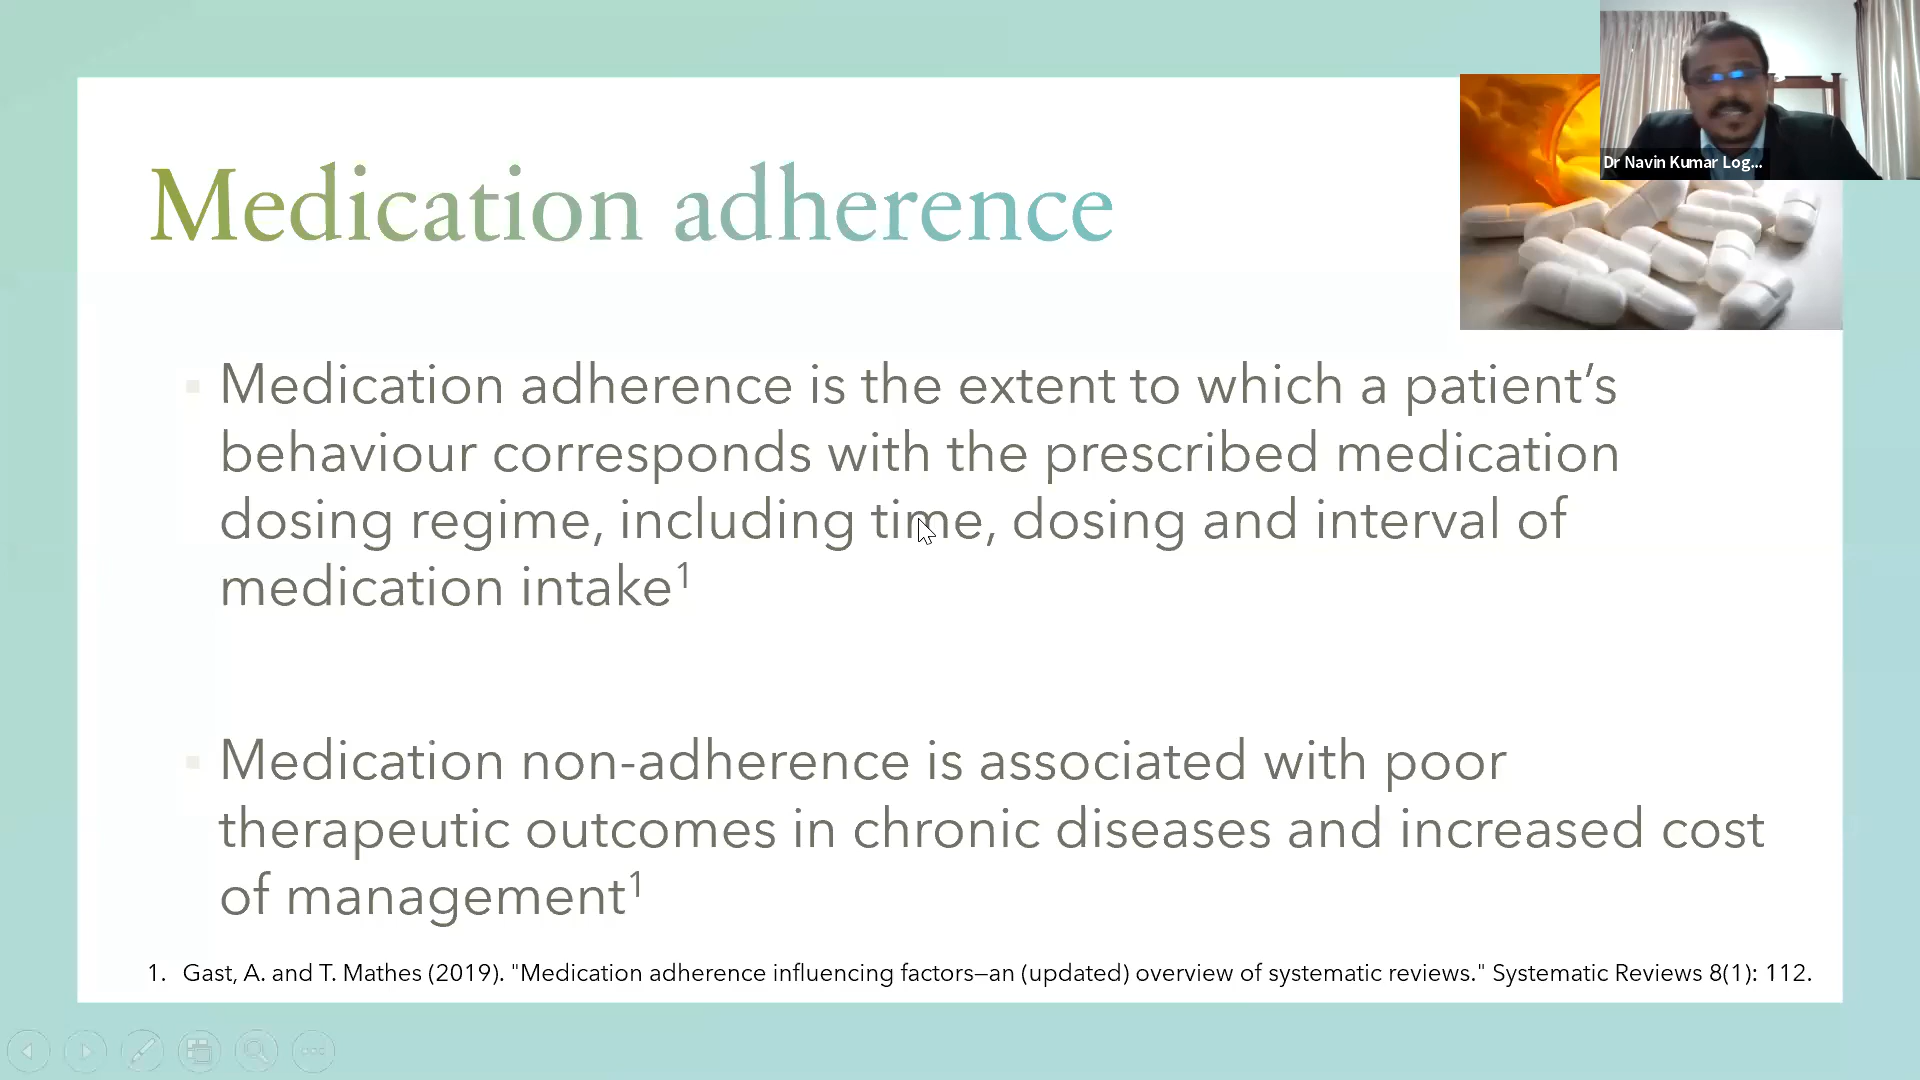 Dr Navin Kumar Log...
Medication adherence
▪ Medication adherence is the extent to which a patient’s
behaviour corresponds with the prescribed medication
dosing regime, including time, dosing and interval of
medication intake¹
▪ Medication non-adherence is associated with poor
therapeutic outcomes in chronic diseases and increased cost
of management¹
1. Gast, A. and T. Mathes (2019). "Medication adherence influencing factors—an (updated) overview of systematic reviews." Systematic Reviews 8(1): 112.